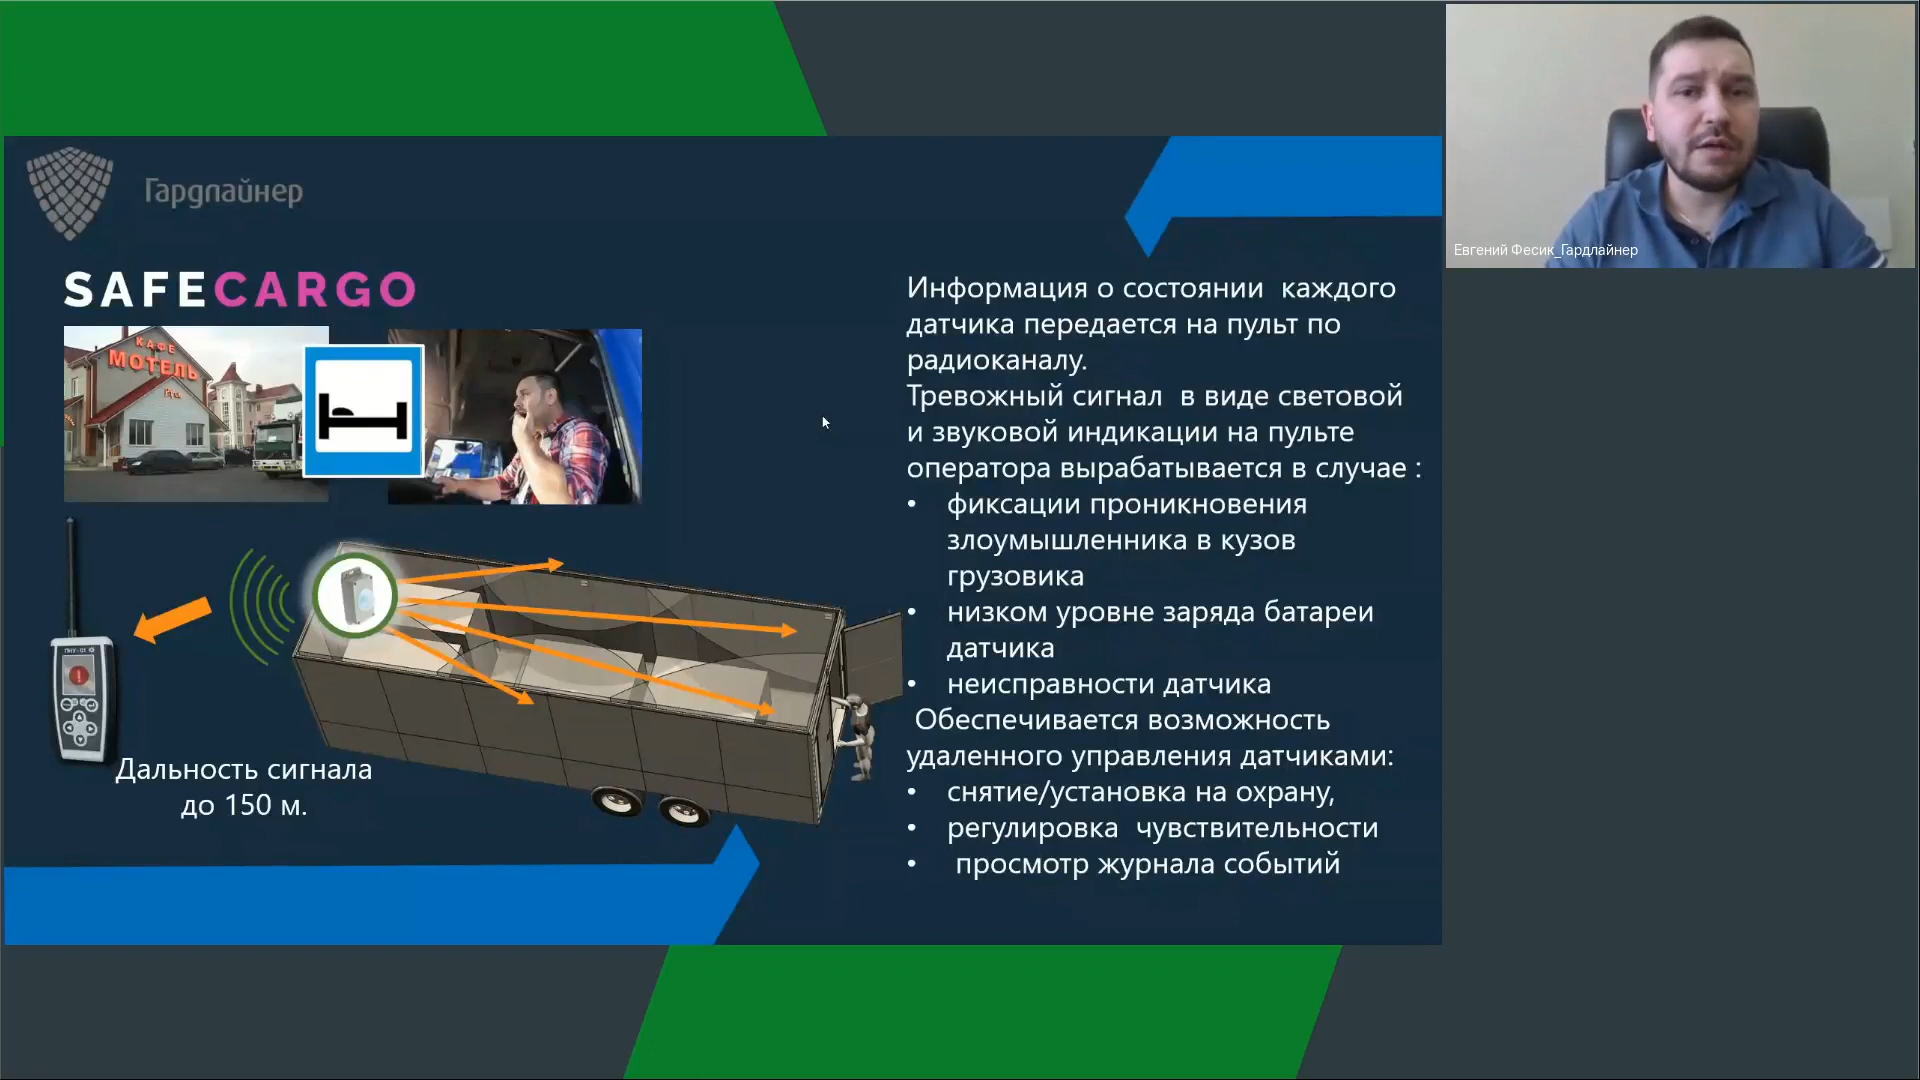 Гардлайнер
SAFECARGO
КАФЕ
МОТЕЛЬ
Информация о состоянии каждого
датчика передается на пульт по
радиоканалу.
Тревожный сигнал в виде световой
и звуковой индикации на пульте
оператора вырабатывается в случае :
• фиксации проникновения
злоумышленника в кузов
грузовика
• низком уровне заряда батареи
датчика
• неисправности датчика
Обеспечивается возможность
удаленного управления датчиками:
• снятие/установка на охрану,
• регулировка чувствительности
• просмотр журнала событий
ПНУ-01
Дальность сигнала
до 150 м.
Евгений Фесик_Гардлайнер